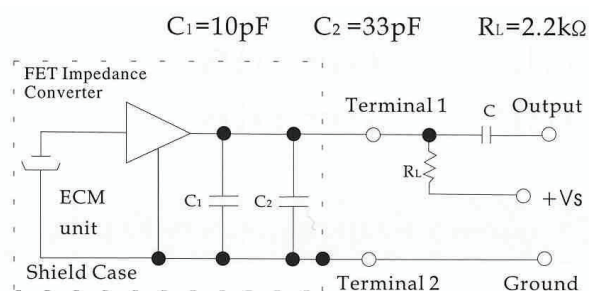 C₁=10pF C₂=33pF RL=2.2kΩ
FET Impedance
Converter
Terminal 1
C
Output
RL
+Vs
ECM
unit
C₁
C₂
Shield Case
Terminal 2
Ground